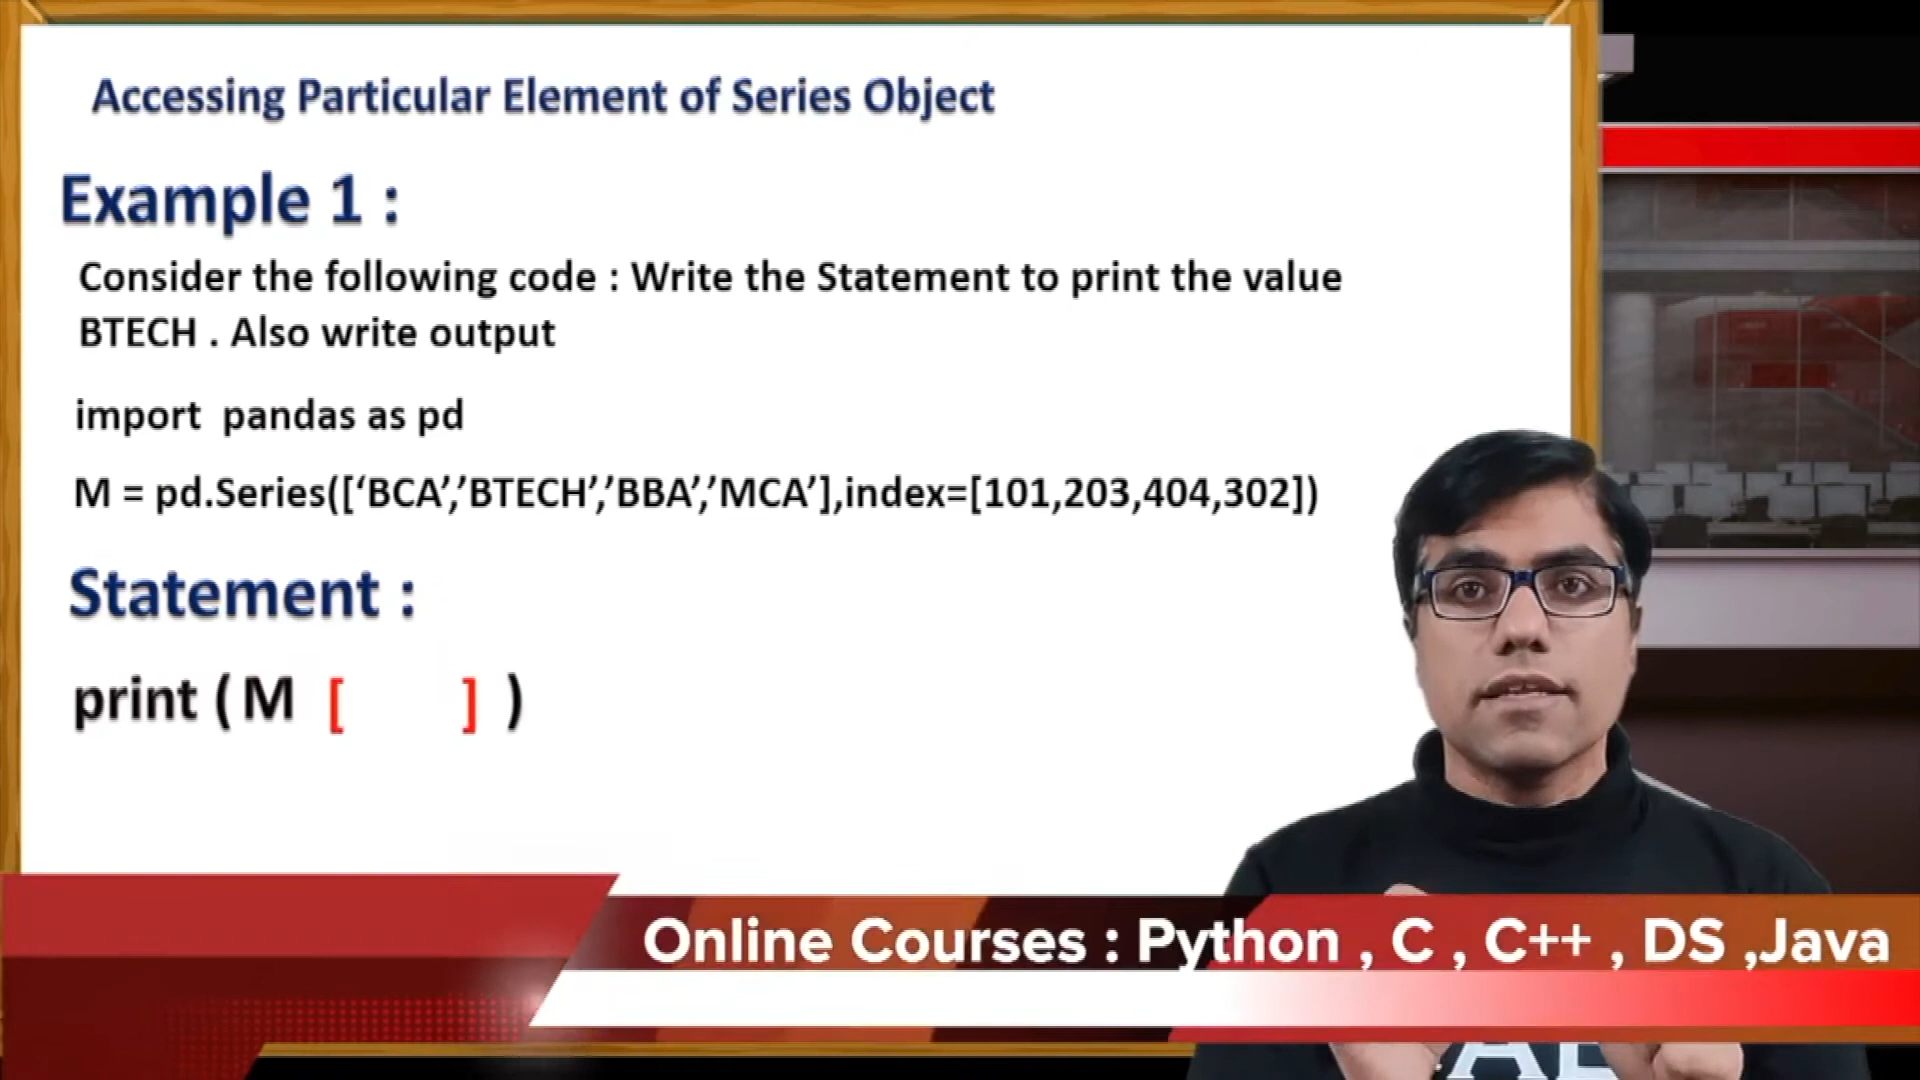 Accessing Particular Element of Series Object
Example 1 :
Consider the following code : Write the Statement to print the value
BTECH . Also write output
import pandas as pd
M = pd.Series([‘BCA’,’BTECH’,’BBA’,’MCA’],index=[101,203,404,302])
Statement :
print ( M [ ] )
Online Courses : Python , C , C++ , DS ,Java